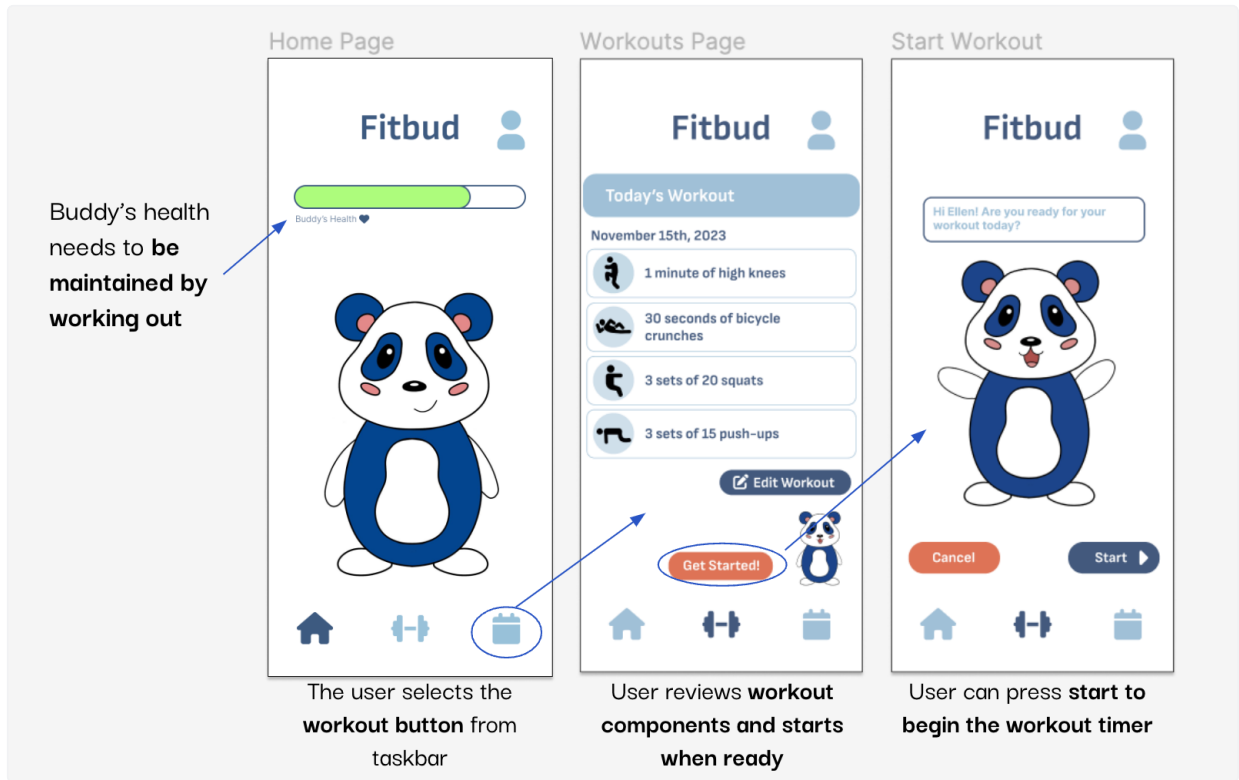 Home Page
Fitbud
Buddy's Health
Buddy's health
needs to be
maintained by
working out
The user selects the
workout button from
taskbar
Workouts Page
Fitbud
Today's Workout
November 15th, 2023
1 minute of high knees
30 seconds of bicycle
crunches
3 sets of 20 squats
3 sets of 15 push-ups
Edit Workout
Get Started!
User reviews workout
components and starts
when ready
Start Workout
Fitbud
Hi Ellen! Are you ready for your
workout today?
Cancel
Start
User can press start to
begin the workout timer